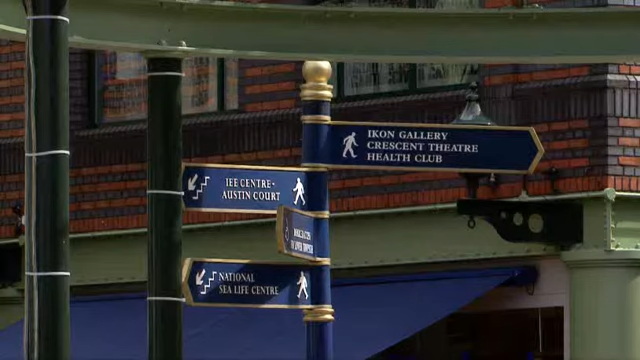 IKON GALLERY
CRESCENT THEATRE
HEALTH CLUB
IEE CENTRE-
AUSTIN COURT
NATIONAL
SEA LIFE CENTRE